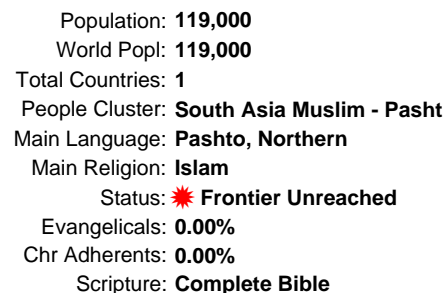 Population: 119,000
World Popl: 119,000
Total Countries: 1
People Cluster: South Asia Muslim - Pasht
Main Language: Pashto, Northern
Main Religion: Islam
Status: Frontier Unreached
Evangelicals: 0.00%
Chr Adherents: 0.00%
Scripture: Complete Bible